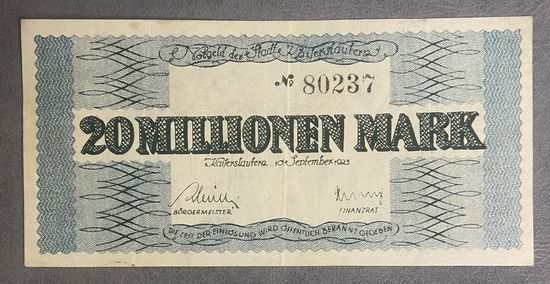 Notgeld der Stadt Kaiserslautern
№ 80237
20 MILLIONEN MARK
Kaiserslautern, September 1923
BÜRGERMEISTER FINANZRAT
DIE ZEIT DER EINLÖSUNG WIRD ÖFFENTLICH BEKANNT GEGEBEN